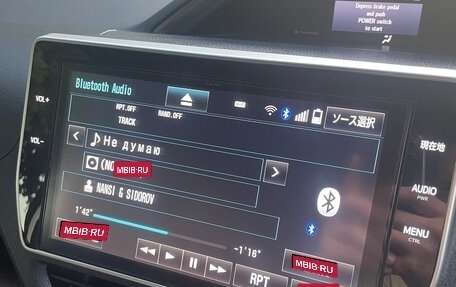 Depress brake pedal
and push
POWER switch
to start
Bluetooth Audio
RPT.OFF
RAND.OFF
TRACK
ソース選択
VOL+
VOL-
Не думаю
MBIB·RU
NANSI & SIDOROV
1'42"
-1'16"
MBIB·RU
MBIB·RU
RPT
現在地
AUDIO
PWR
MENU
CTRL